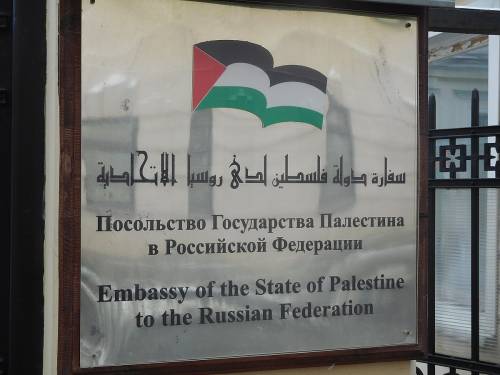 سفارة دولة فلسطين لدى روسيا الاتحادية
Посольство Государства Палестина
в Российской Федерации
Embassy of the State of Palestine
to the Russian Federation